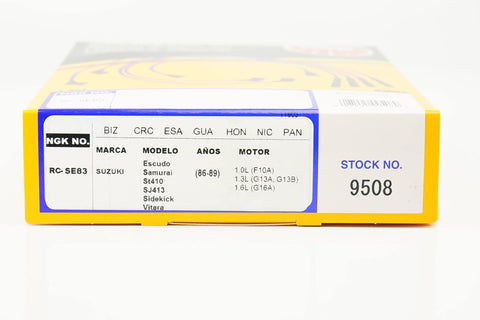 NGK NO.
BIZ CRC ESA GUA HON NIC PAN
MARCA MODELO AÑOS MOTOR
RC- SE83 SUZUKI
Escudo
Samurai (86-89) 1.0L (F10A)
St410 1.3L (G13A, G13B)
SJ413 1.6L (G16A)
Sidekick
Vitara
STOCK NO.
9508